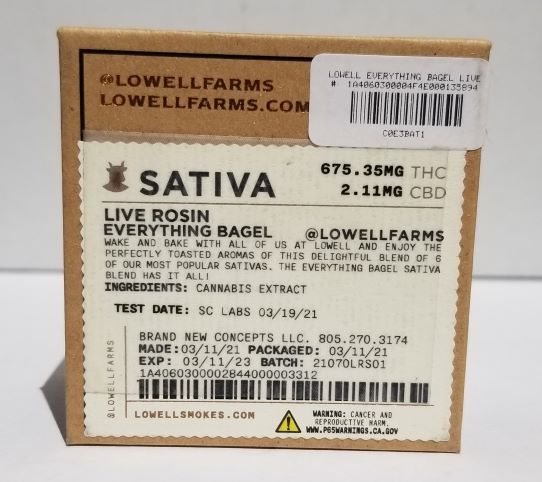 @LOWELLFARMS
LOWELLFARMS.COM
LOWELL EVERYTHING BAGEL LIVE
# 1A4060300004F4E000135894
C0E3BAT1
SATIVA
675.35MG THC
2.11MG CBD
LIVE ROSIN
EVERYTHING BAGEL @LOWELLFARMS
WAKE AND BAKE WITH ALL OF US AT LOWELL AND ENJOY THE
PERFECTLY TOASTED AROMAS OF THIS DELIGHTFUL BLEND OF 6
OF OUR MOST POPULAR SATIVAS. THE EVERYTHING BAGEL SATIVA
BLEND HAS IT ALL!
INGREDIENTS: CANNABIS EXTRACT
TEST DATE: SC LABS 03/19/21
@LOWELLFARMS
BRAND NEW CONCEPTS LLC. 805.270.3174
MADE:03/11/21 PACKAGED: 03/11/21
EXP: 03/11/23 BATCH: 21070LRS01
1A4060300002844000003312
LOWELLSMOKES.COM
WARNING: CANCER AND
REPRODUCTIVE HARM.
WWW.P65WARNINGS.CA.GOV